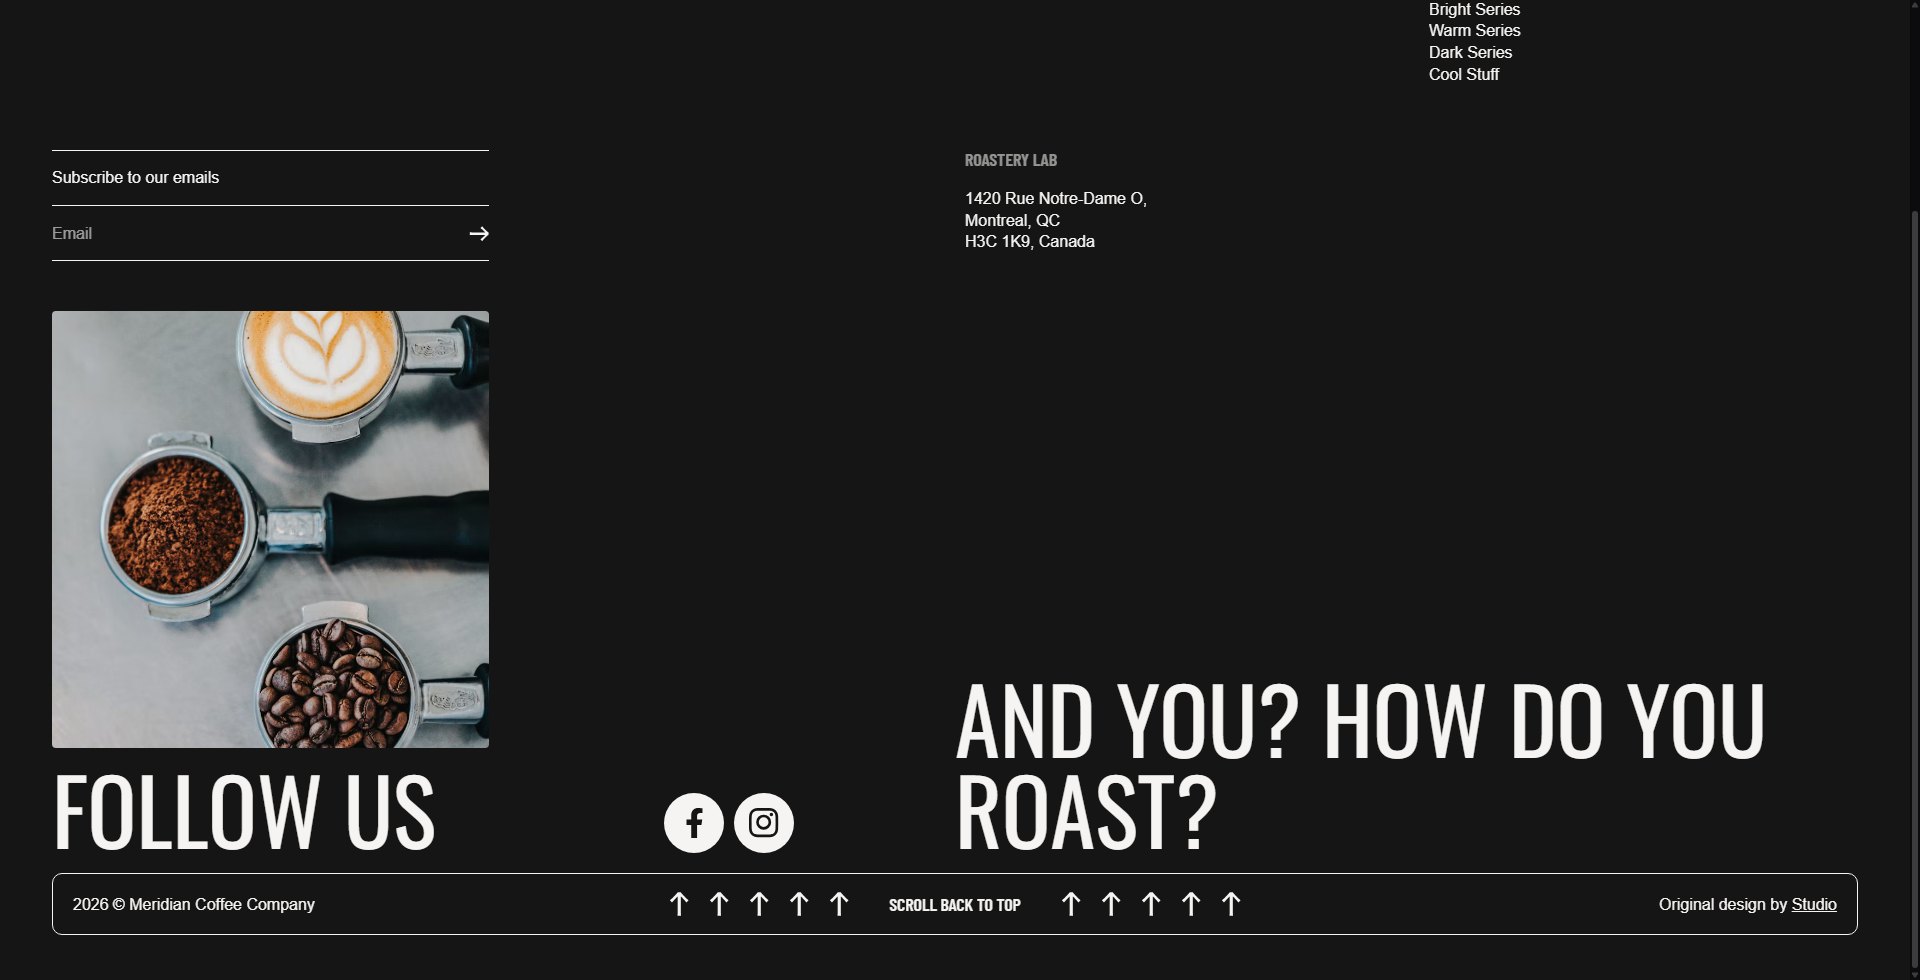 Bright Series
Warm Series
Dark Series
Cool Stuff
Subscribe to our emails
Email
ROASTERY LAB
1420 Rue Notre-Dame O,
Montreal, QC
H3C 1K9, Canada
FOLLOW US
AND YOU? HOW DO YOU
ROAST?
2026 © Meridian Coffee Company
SCROLL BACK TO TOP
Original design by Studio